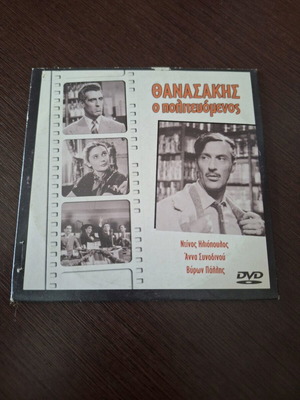 ΘΑΝΑΣΑΚΗΣ
ο πολιτευόμενος
Ντίνος Ηλιόπουλος
Άννα Συνοδινού
Βύρων Πάλλης
DVD